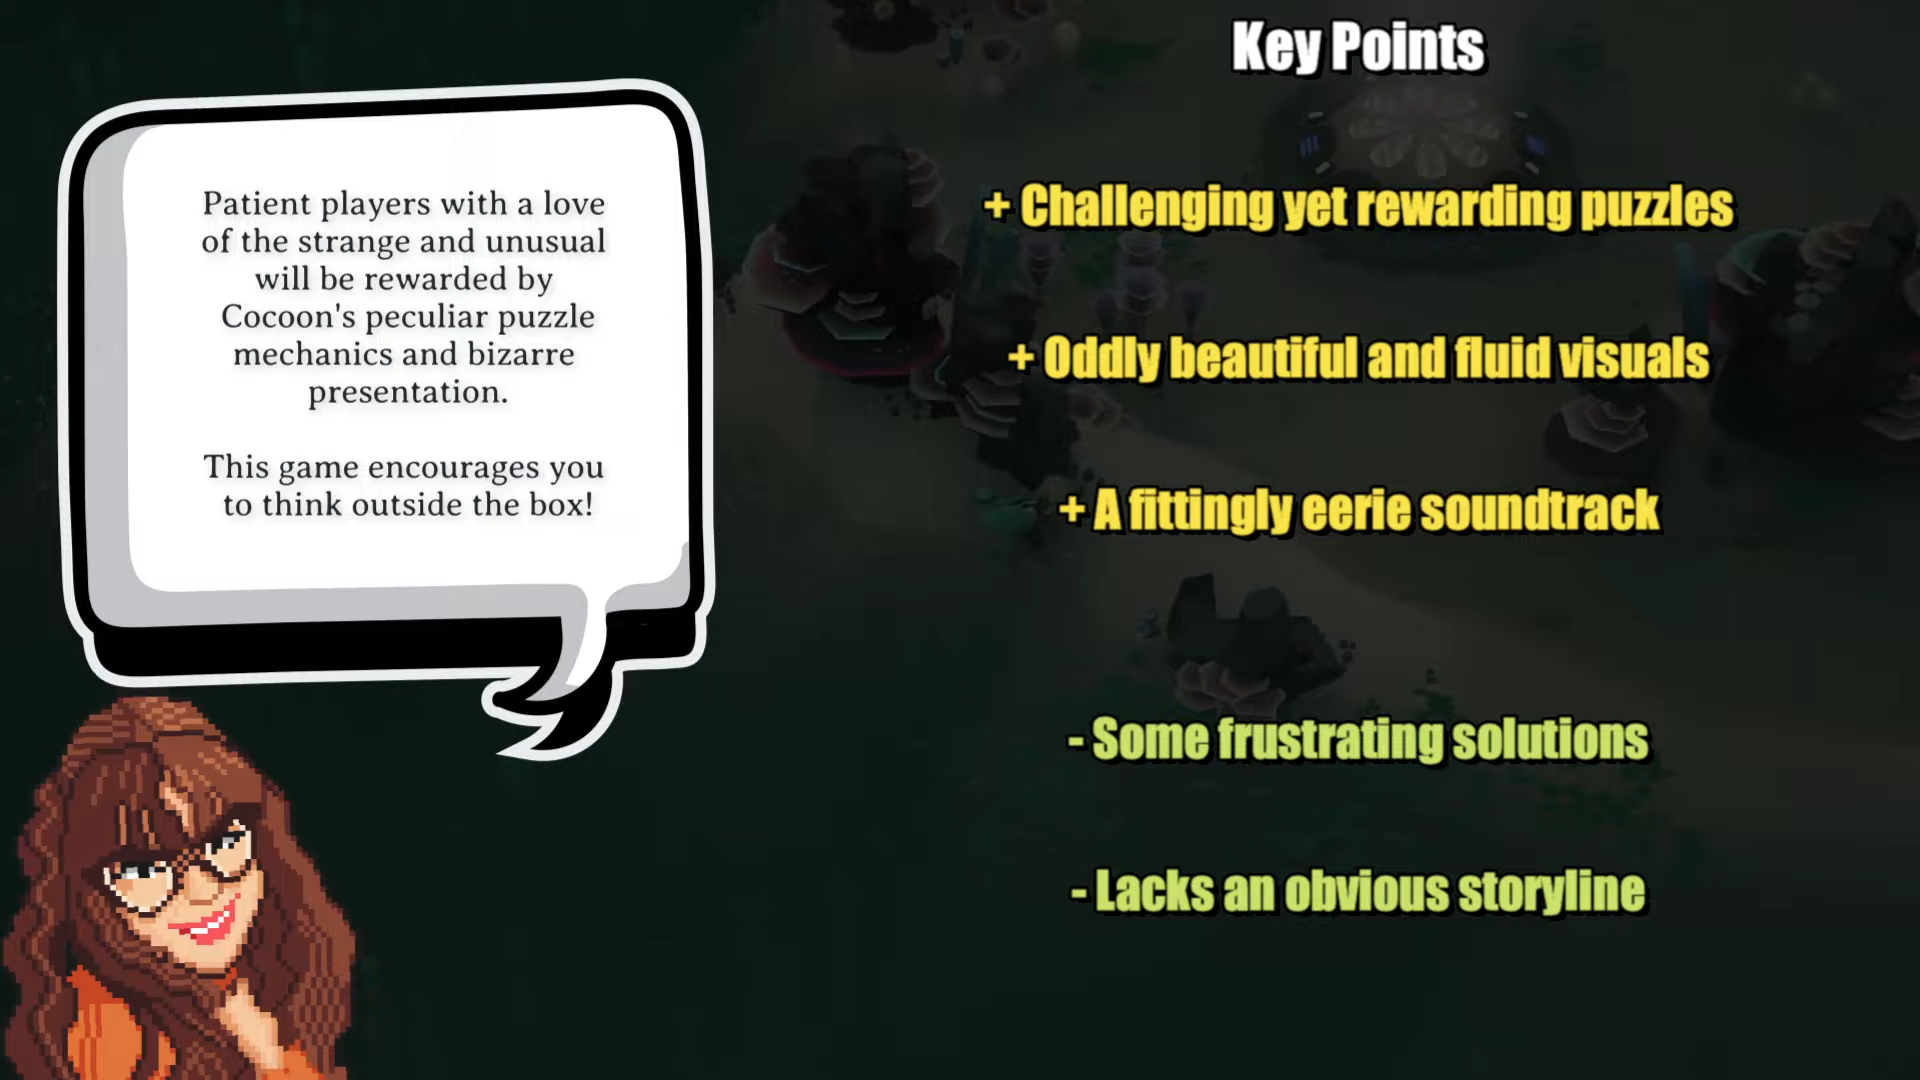 Patient players with a love
of the strange and unusual
will be rewarded by
Cocoon's peculiar puzzle
mechanics and bizarre
presentation.
This game encourages you
to think outside the box!
Key Points
+ Challenging yet rewarding puzzles
+ Oddly beautiful and fluid visuals
+ A fittingly eerie soundtrack
- Some frustrating solutions
- Lacks an obvious storyline